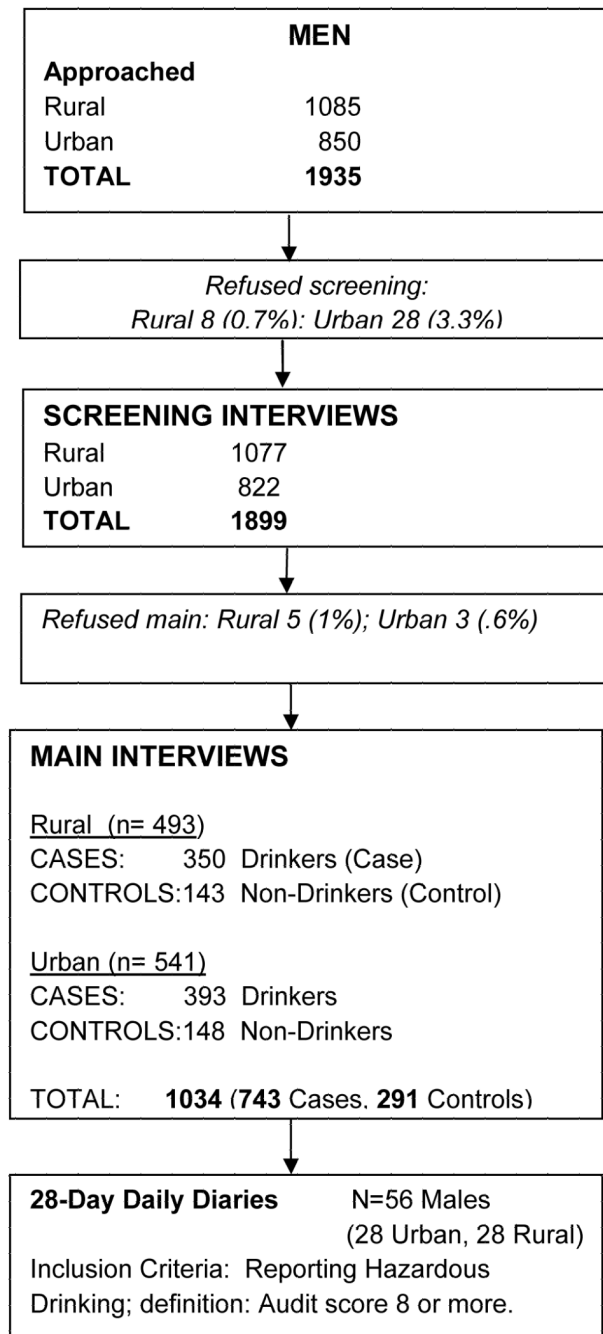 MEN
Approached
Rural 1085
Urban 850
TOTAL 1935
Refused screening:
Rural 8 (0.7%): Urban 28 (3.3%)
SCREENING INTERVIEWS
Rural 1077
Urban 822
TOTAL 1899
Refused main: Rural 5 (1%); Urban 3 (.6%)
MAIN INTERVIEWS
Rural (n= 493)
CASES: 350 Drinkers (Case)
CONTROLS:143 Non-Drinkers (Control)
Urban (n= 541)
CASES: 393 Drinkers
CONTROLS:148 Non-Drinkers
TOTAL: 1034 (743 Cases, 291 Controls)
28-Day Daily Diaries N=56 Males
(28 Urban, 28 Rural)
Inclusion Criteria: Reporting Hazardous
Drinking; definition: Audit score 8 or more.